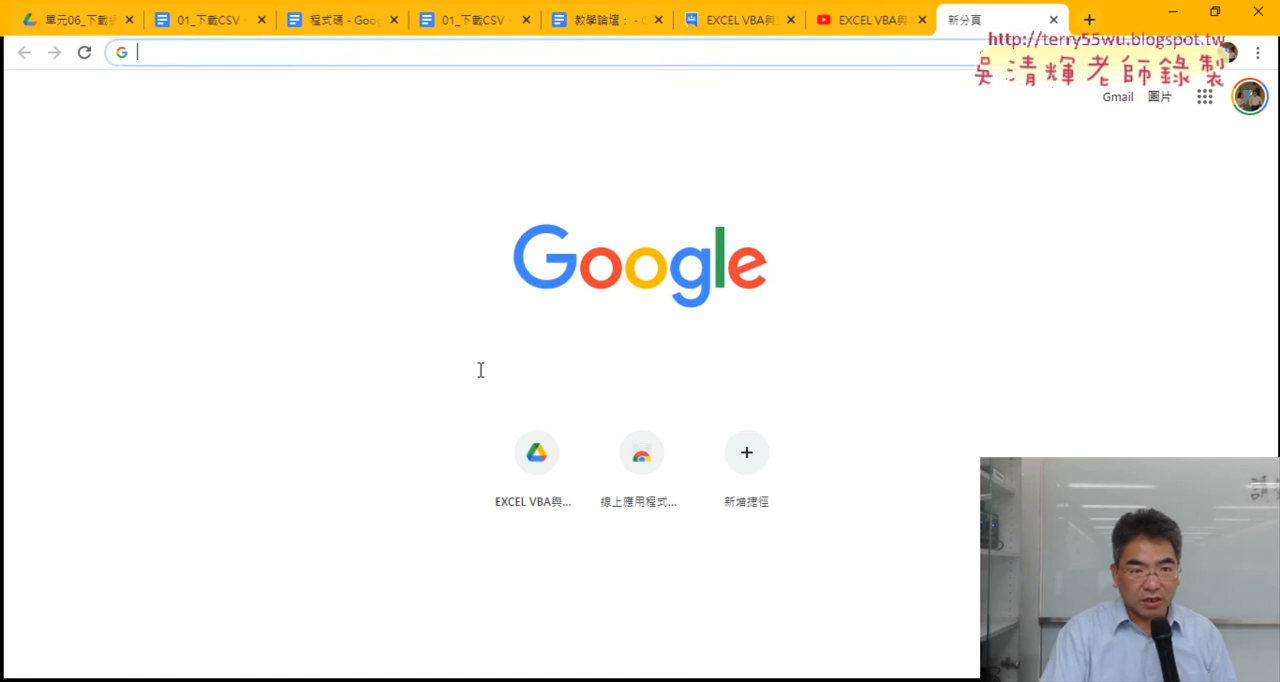 單元06_下載
01_下載CSV
程式碼 - Goog
01_下載CSV
教學論壇： - G
EXCEL VBA與
EXCEL VBA與
新分頁
http://terry55wu.blogspot.tw
吳清輝老師錄製
Gmail
圖片
Google
EXCEL VBA與...
線上應用程式...
新增捷徑